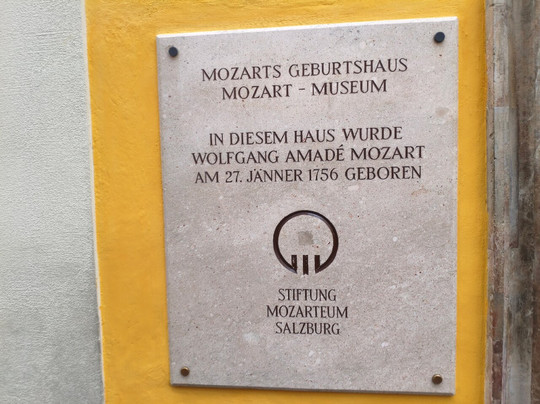 MOZARTS GEBURTSHAUS
MOZART - MUSEUM
IN DIESEM HAUS WURDE
WOLFGANG AMADÉ MOZART
AM 27. JÄNNER 1756 GEBOREN
STIFTUNG
MOZARTEUM
SALZBURG